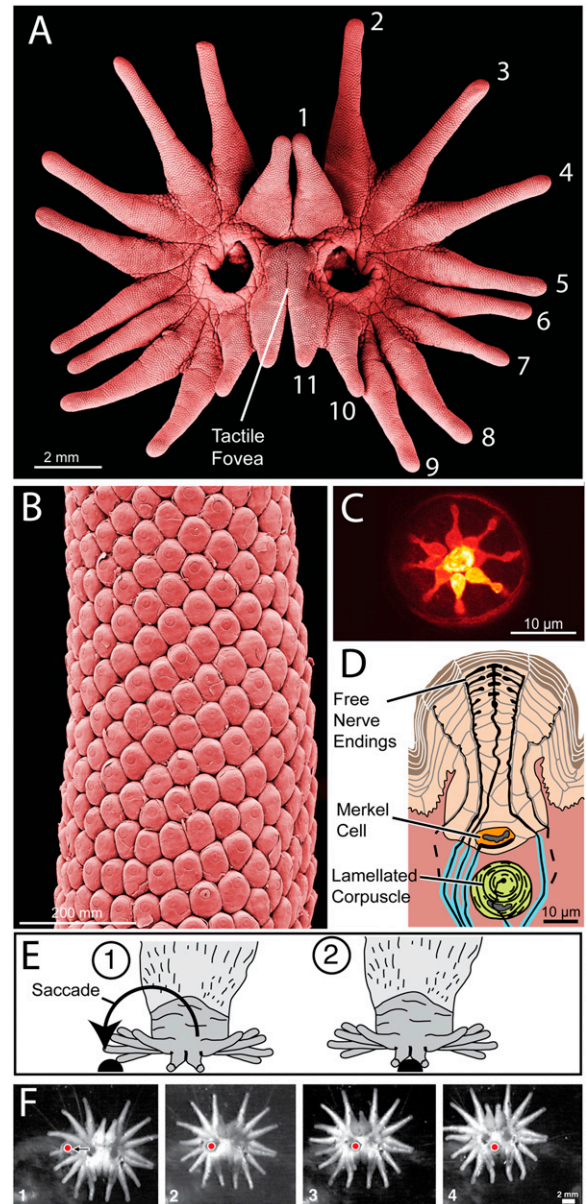 A
1
2
3
4
5
6
7
8
9
10
11
Tactile
Fovea
2 mm
B
200 mm
C
10 µm
D
Free
Nerve
Endings
Merkel
Cell
Lamellated
Corpuscle
10 µm
E
1
2
Saccade
F
1
2
3
4
2 mm